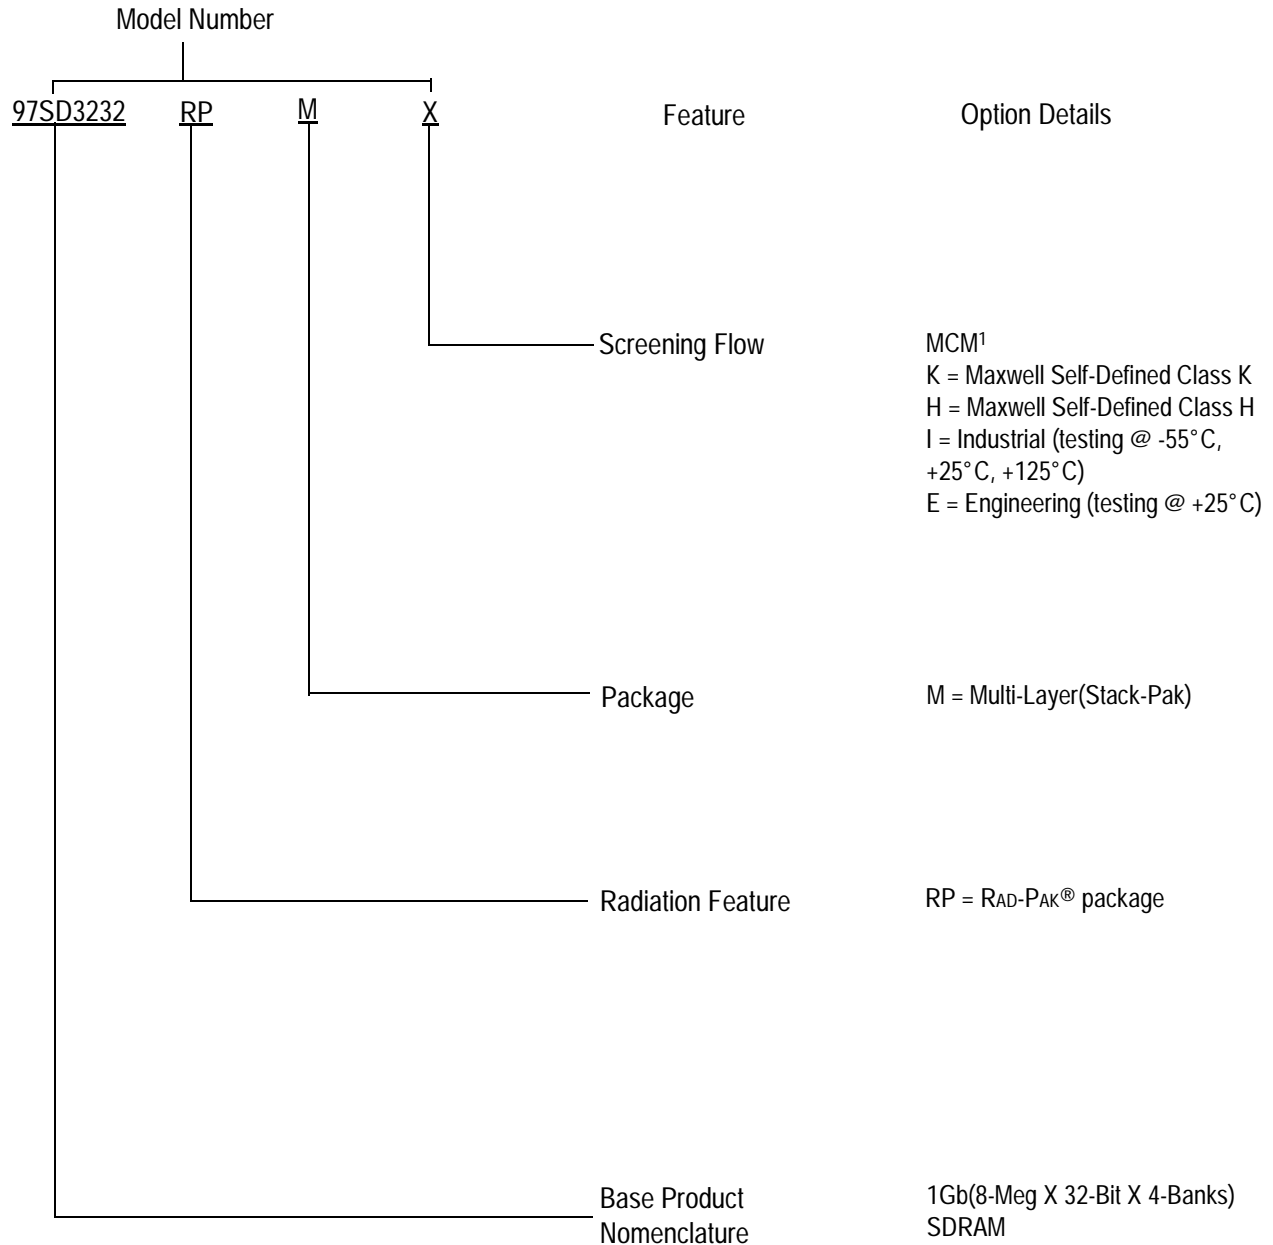 Model Number
97SD3232 RP M X Feature Option Details
Screening Flow MCM¹
K = Maxwell Self-Defined Class K
H = Maxwell Self-Defined Class H
I = Industrial (testing @ -55°C,
+25°C, +125°C)
E = Engineering (testing @ +25°C)
Package M = Multi-Layer(Stack-Pak)
Radiation Feature RP = RAD-PAK® package
Base Product 1Gb(8-Meg X 32-Bit X 4-Banks)
Nomenclature SDRAM